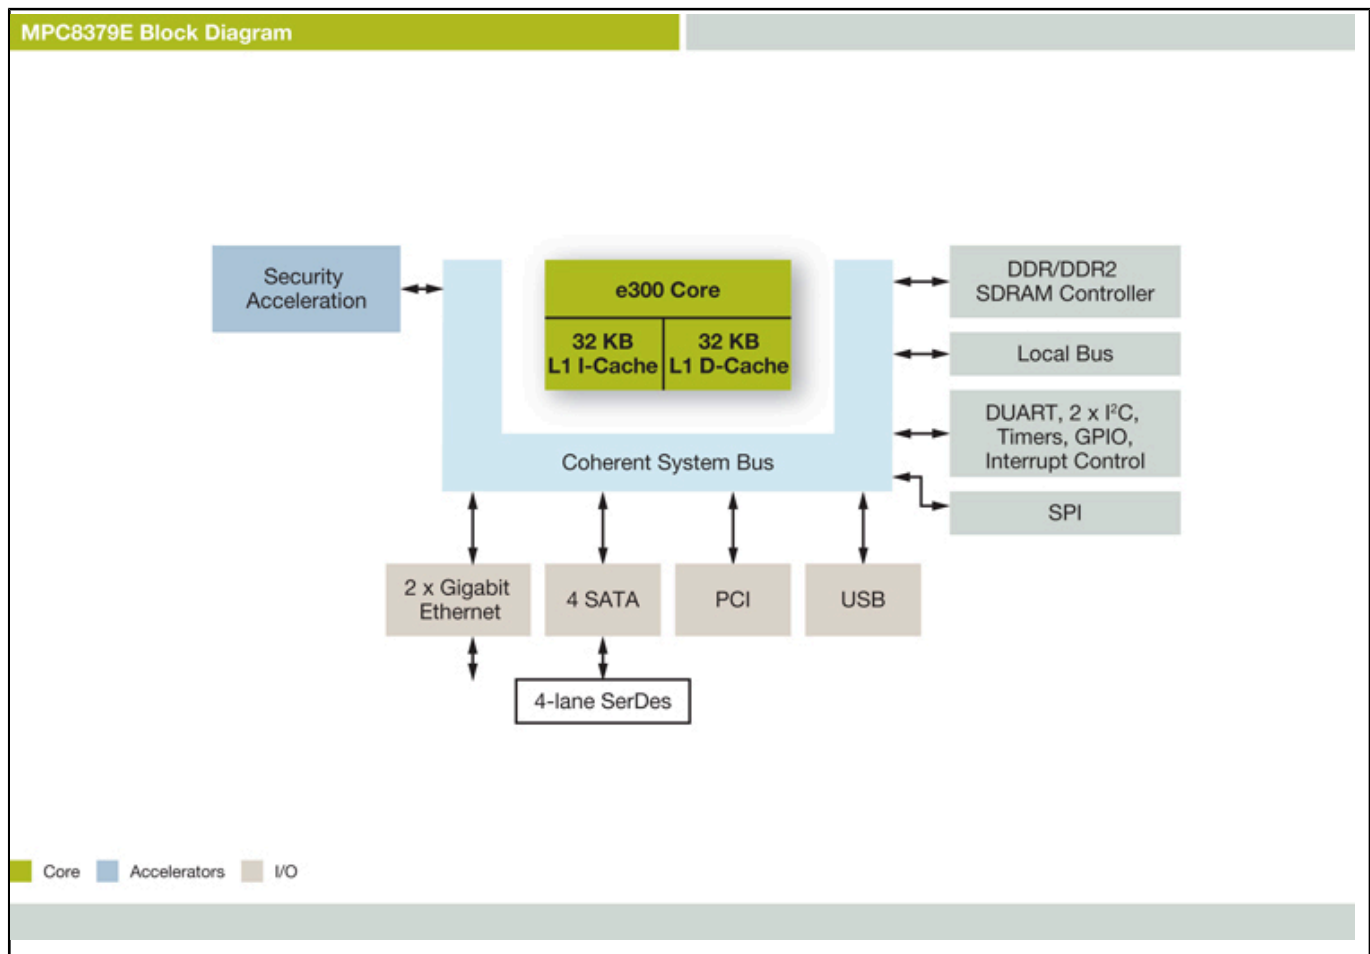 MPC8379E Block Diagram
Security
Acceleration
e300 Core
32 KB
L1 I-Cache
32 KB
L1 D-Cache
Coherent System Bus
DDR/DDR2
SDRAM Controller
Local Bus
DUART, 2 x I²C,
Timers, GPIO,
Interrupt Control
SPI
2 x Gigabit
Ethernet
4 SATA
PCI
USB
4-lane SerDes
Core
Accelerators
I/O